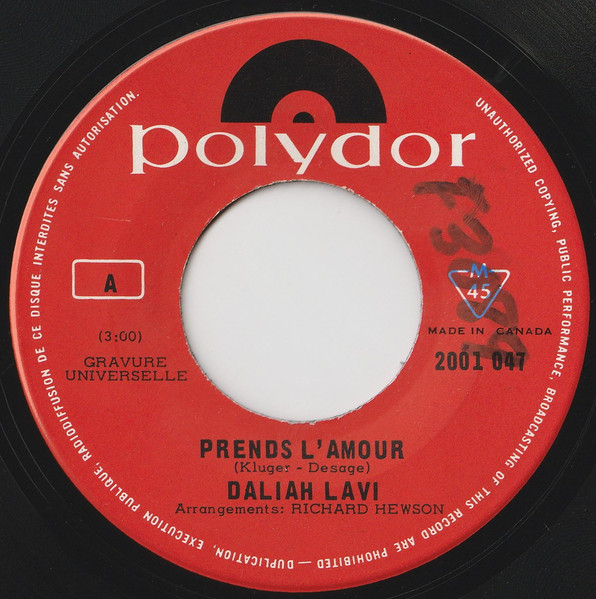 polydor
UNAUTHORIZED COPYING, PUBLIC PERFORMANCE, BROADCASTING OF THIS RECORD ARE PROHIBITED — DUPLICATION, EXECUTION PUBLIQUE, RADIODIFFUSION DE CE DISQUE INTERDITES SANS AUTORISATION.
A
(3:00)
GRAVURE
UNIVERSELLE
M
45
MADE IN CANADA
2001 047
PRENDS L'AMOUR
(Kluger - Desage)
DALIAH LAVI
Arrangements: RICHARD HEWSON